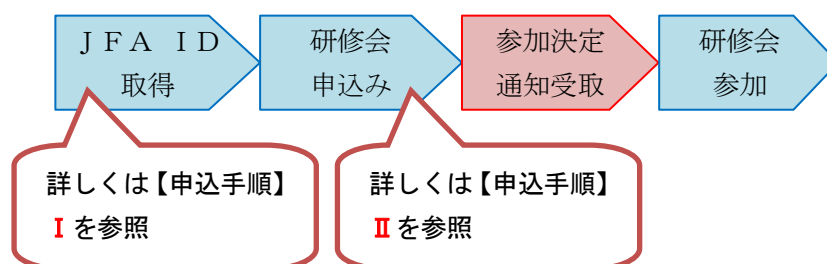 ＪＦＡ ＩＤ
取得
研修会
申込み
参加決定
通知受取
研修会
参加
詳しくは【申込手順】
Ⅰを参照
詳しくは【申込手順】
Ⅱを参照